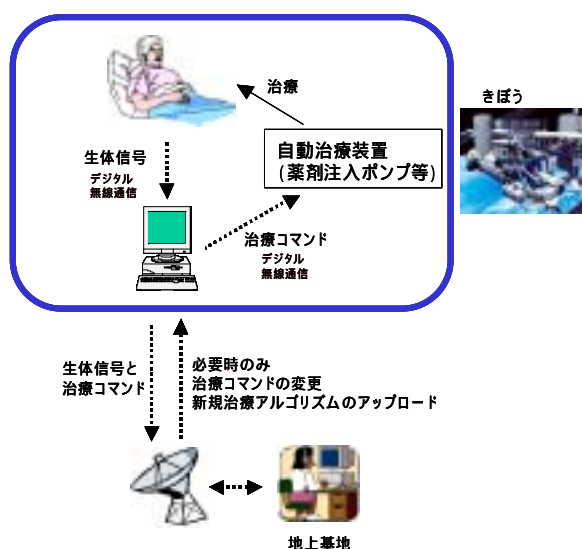 治療
きぼう
自動治療装置
(薬剤注入ポンプ等)
生体信号
デジタル
無線通信
治療コマンド
デジタル
無線通信
生体信号と
治療コマンド
必要時のみ
治療コマンドの変更
新規治療アルゴリズムのアップロード
地上基地